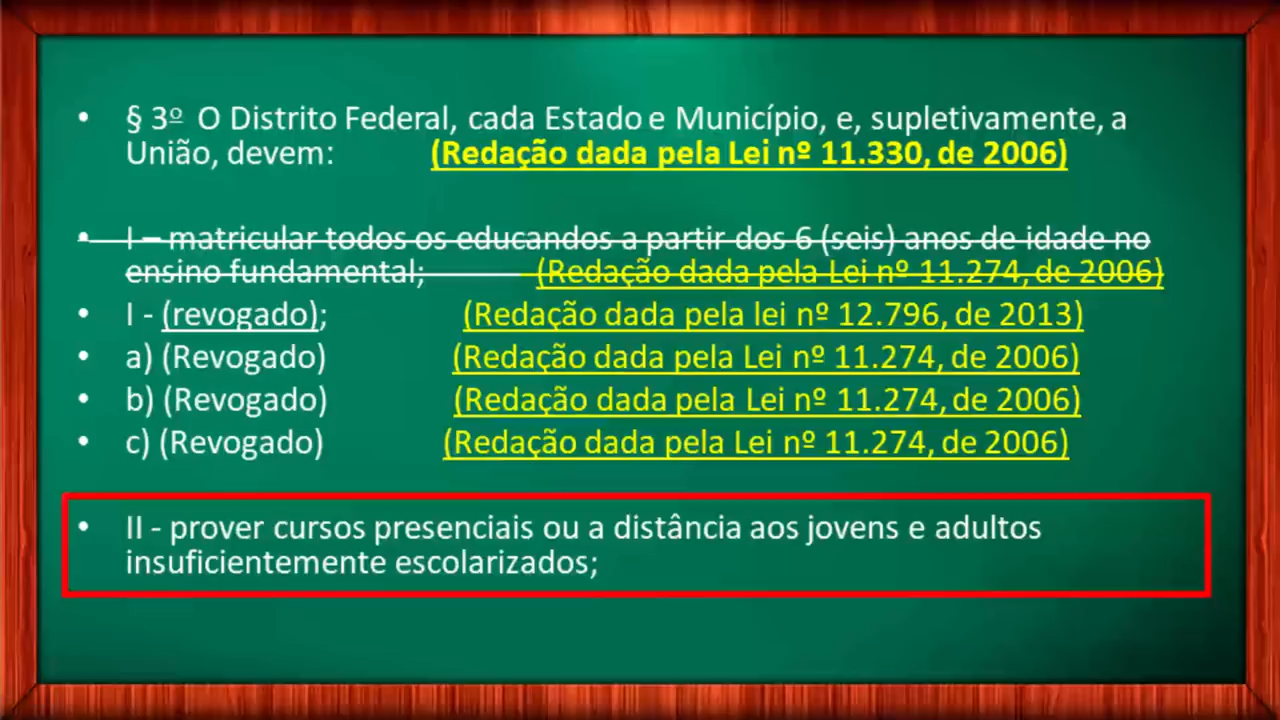 • § 3º O Distrito Federal, cada Estado e Município, e, supletivamente, a
União, devem: (Redação dada pela Lei nº 11.330, de 2006)
• I – matricular todos os educandos a partir dos 6 (seis) anos de idade no
ensino fundamental; (Redação dada pela Lei nº 11.274, de 2006)
• I - (revogado); (Redação dada pela lei nº 12.796, de 2013)
• a) (Revogado) (Redação dada pela Lei nº 11.274, de 2006)
• b) (Revogado) (Redação dada pela Lei nº 11.274, de 2006)
• c) (Revogado) (Redação dada pela Lei nº 11.274, de 2006)
• II - prover cursos presenciais ou a distância aos jovens e adultos
insuficientemente escolarizados;